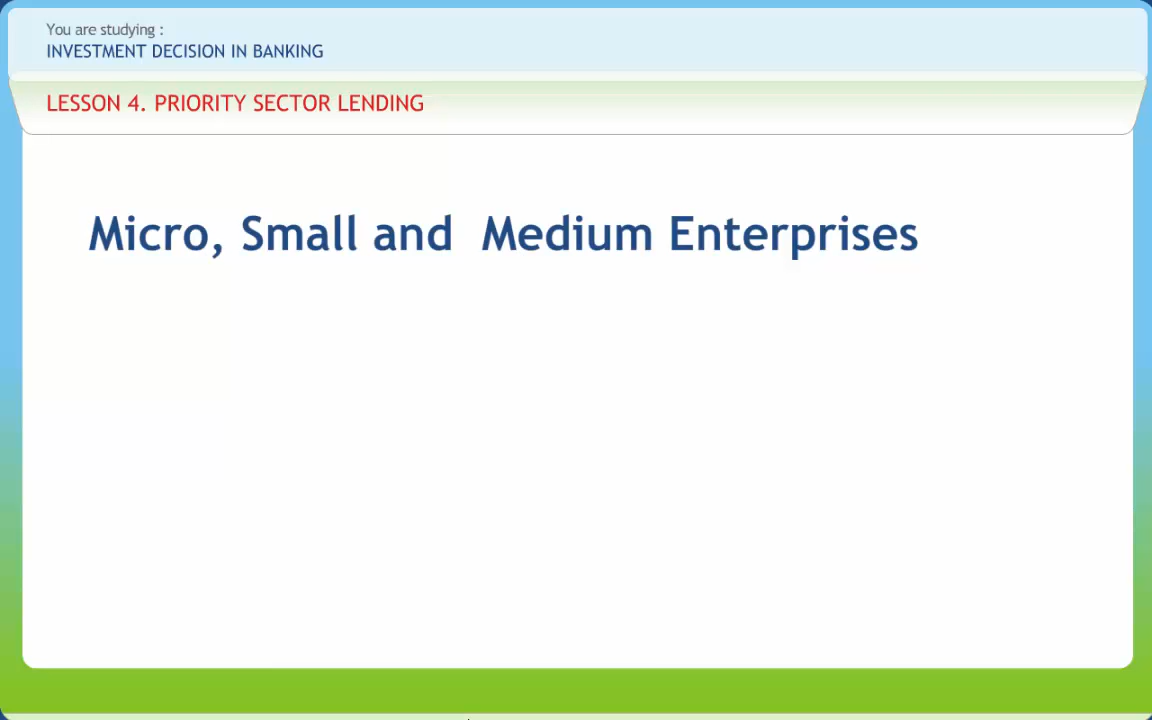 You are studying :
INVESTMENT DECISION IN BANKING
LESSON 4. PRIORITY SECTOR LENDING
Micro, Small and  Medium Enterprises